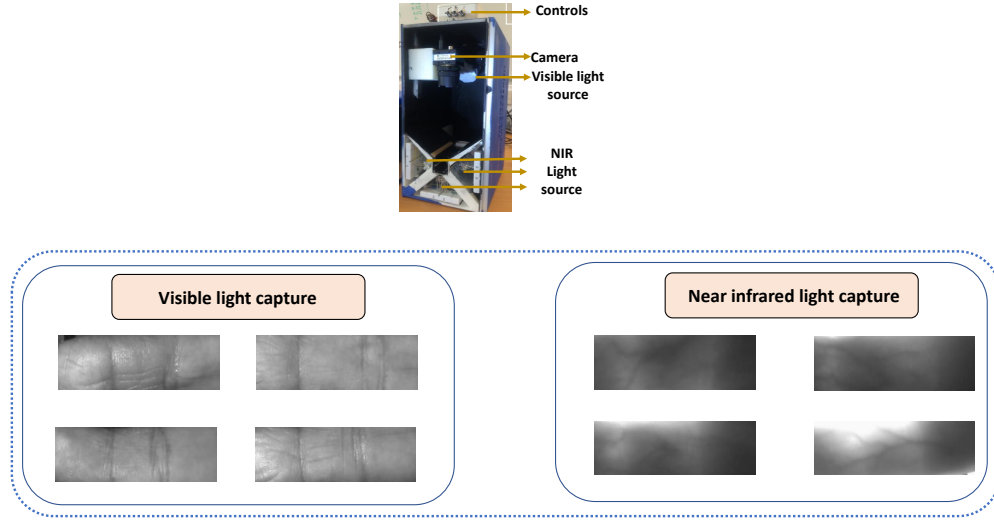 Controls
Camera
Visible light
source
NIR
Light
source
Visible light capture
Near infrared light capture